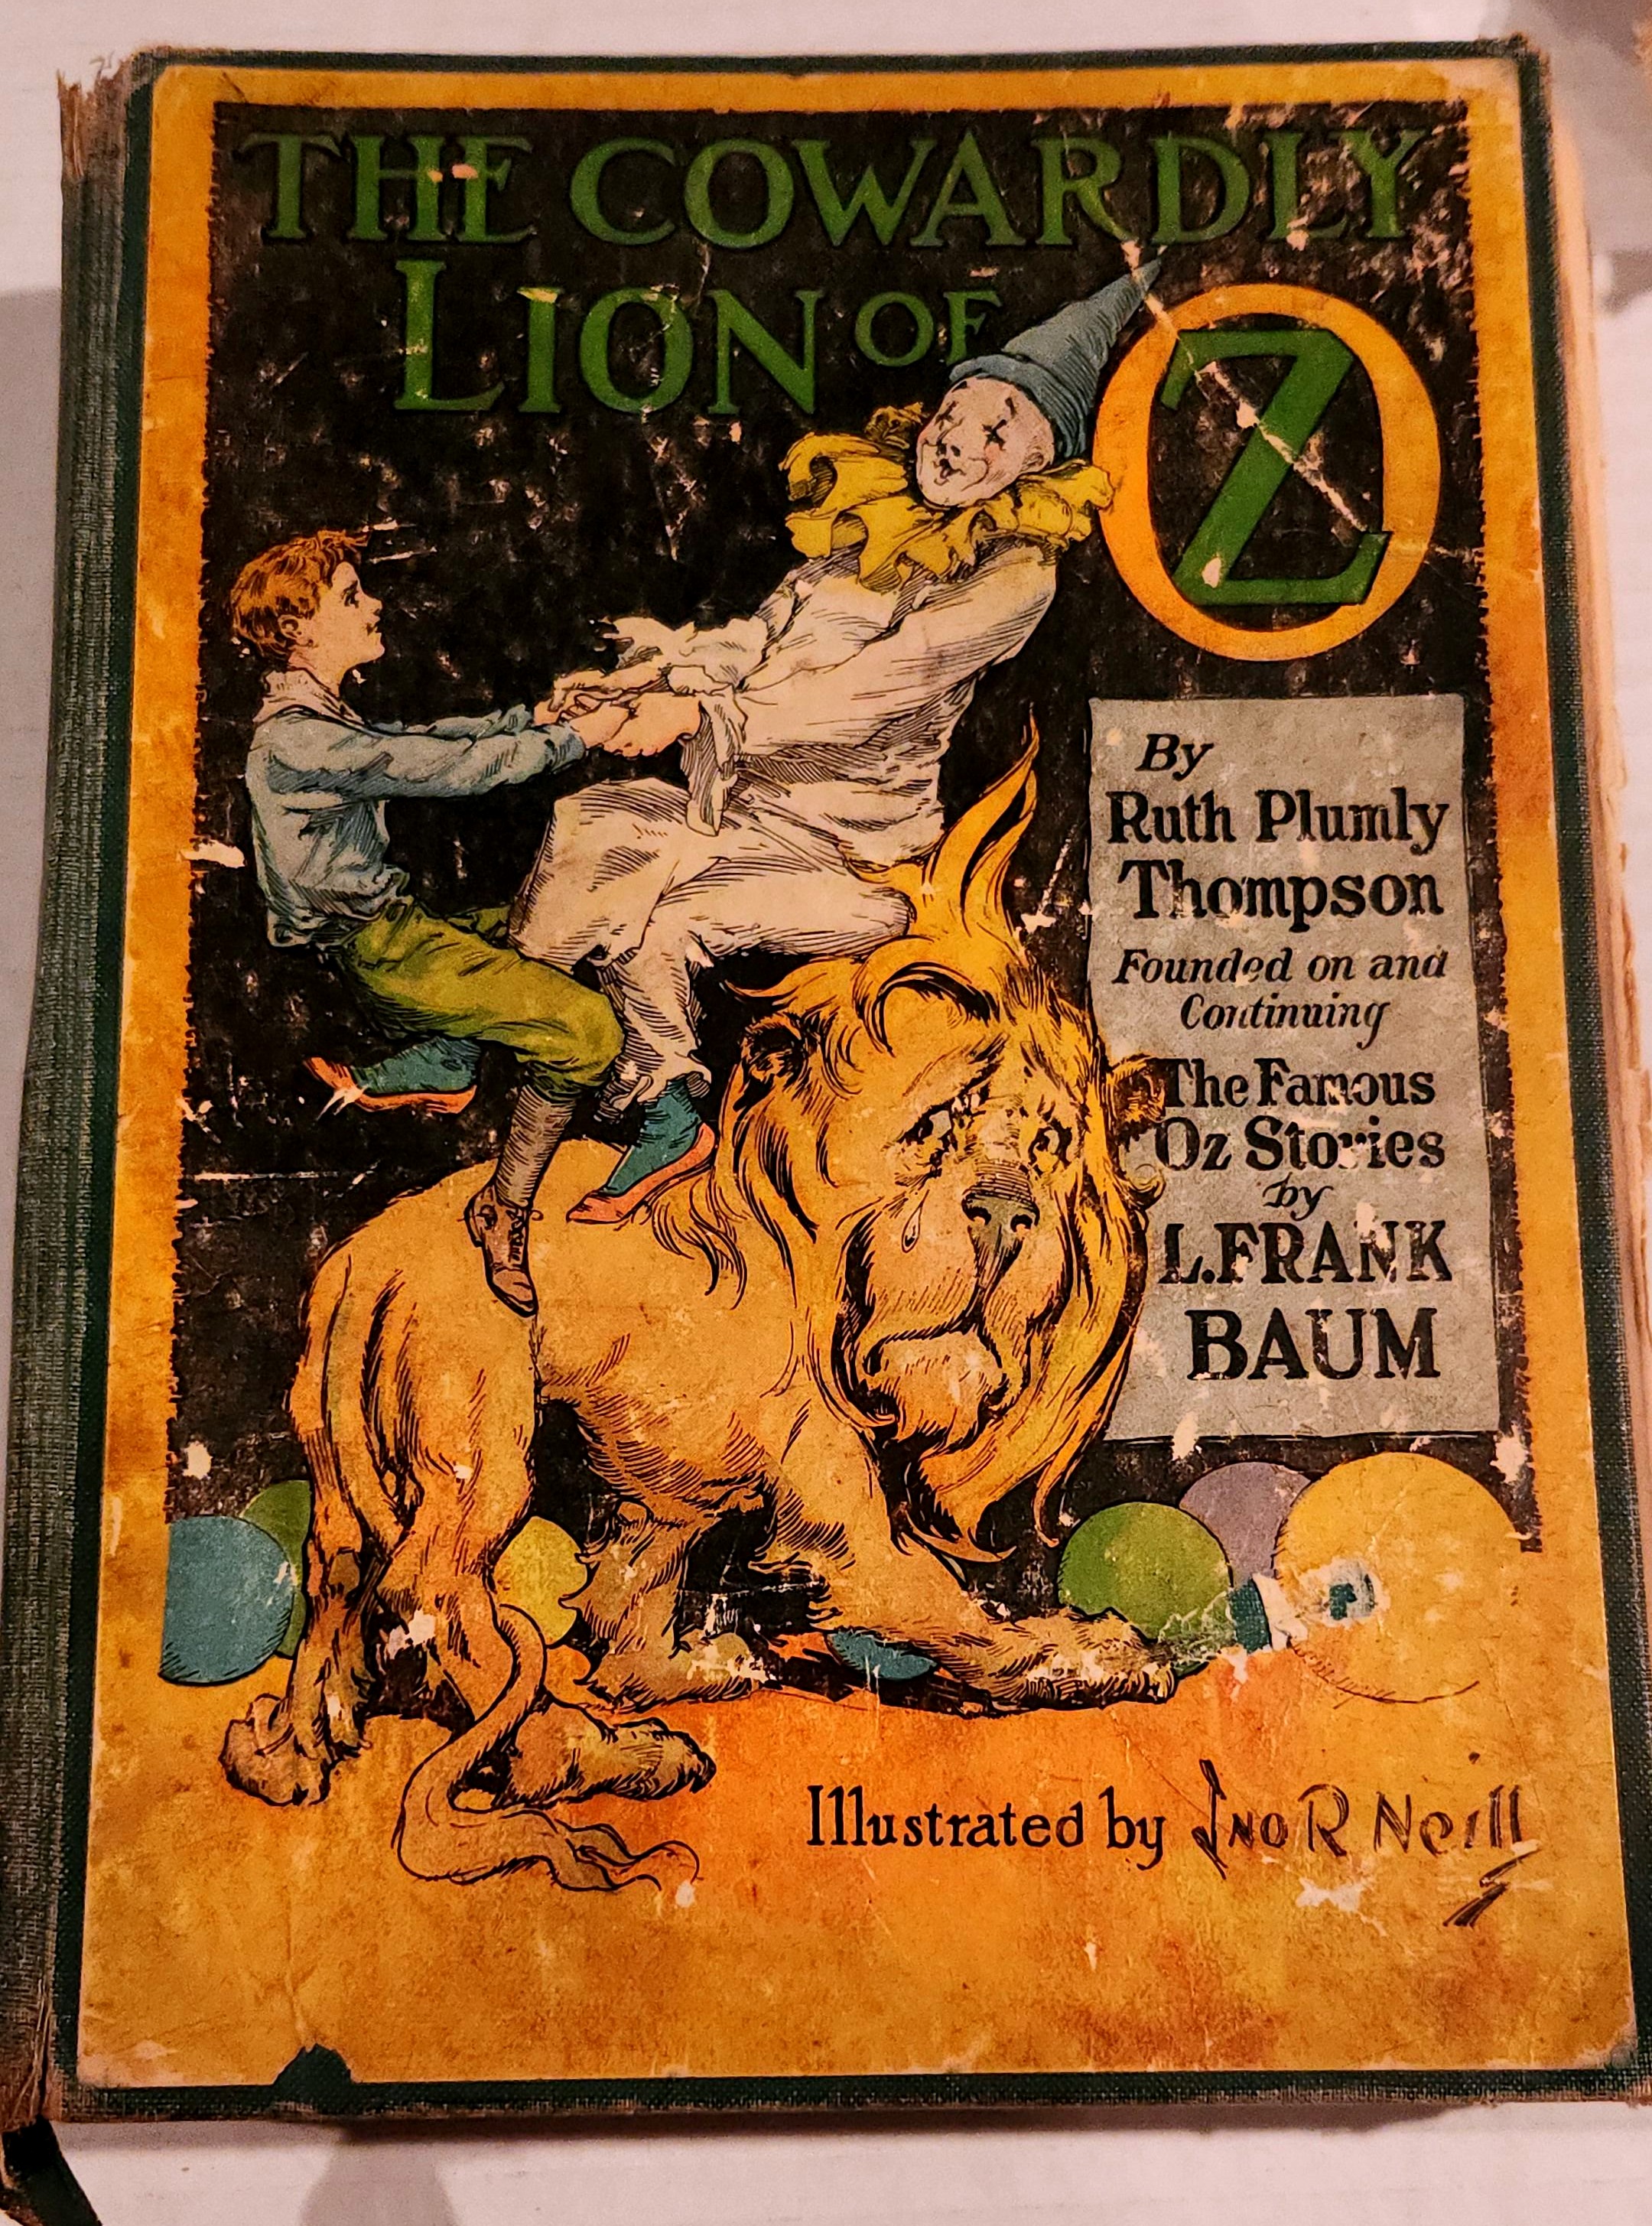 THE COWARDLY
LION OF OZ
By
Ruth Plumly
Thompson
Founded on and
Continuing
The Famous
Oz Stories
by
L. FRANK
BAUM
Illustrated by Jno R Neill